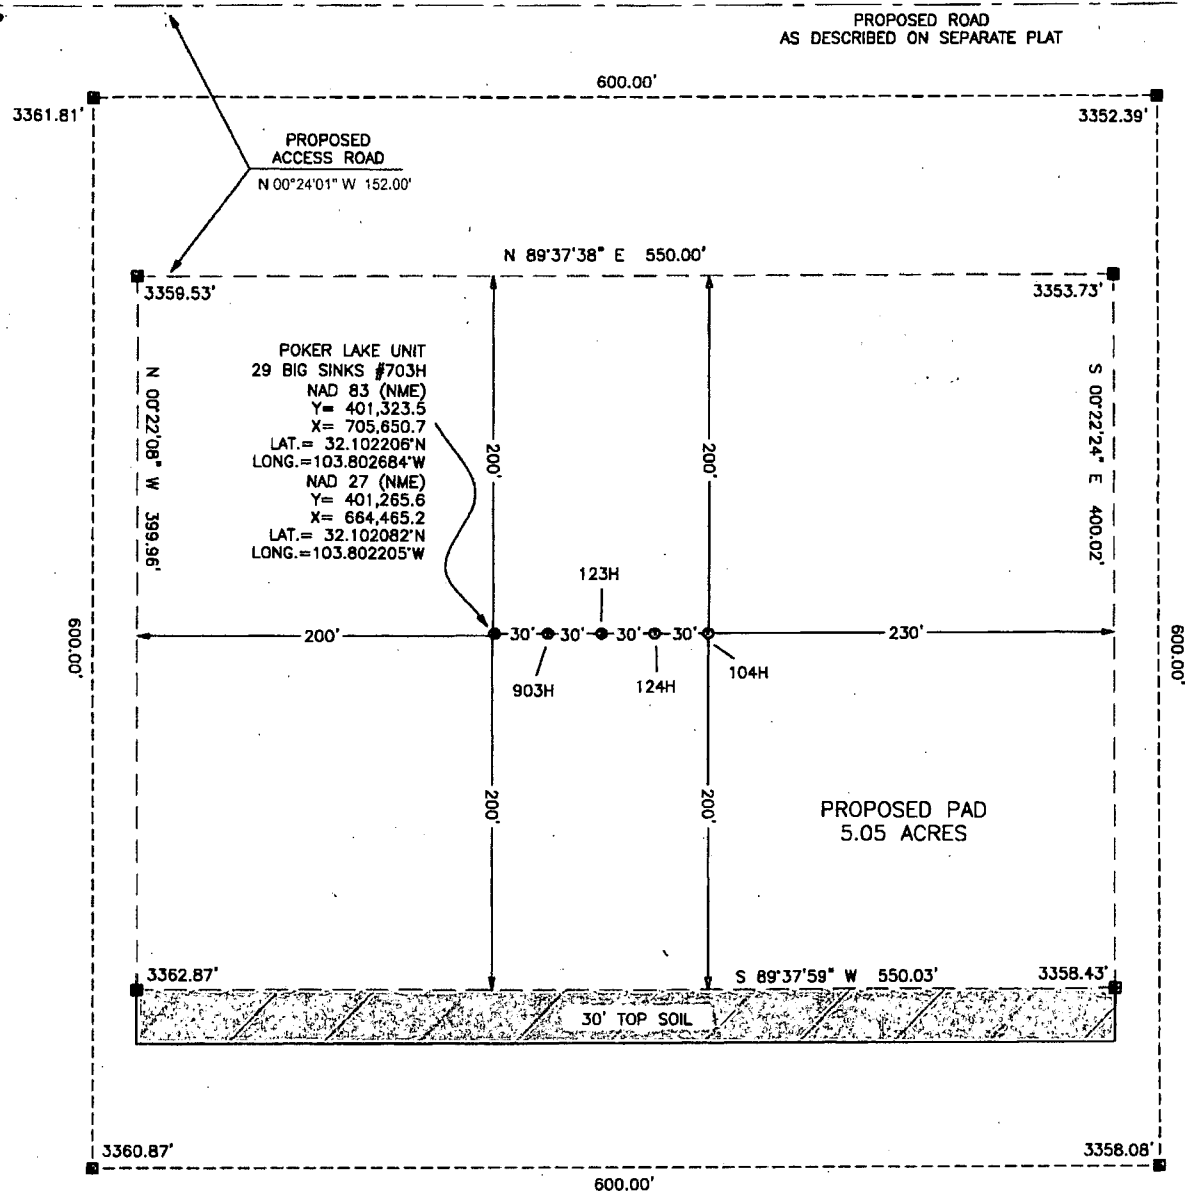 PROPOSED ROAD
AS DESCRIBED ON SEPARATE PLAT
600.00'
3361.81'
3352.39'
PROPOSED
ACCESS ROAD
N 00°24'01" W 152.00'
N 89°37'38" E 550.00'
3359.53'
3353.73'
POKER LAKE UNIT
29 BIG SINKS #703H
NAD 83 (NME)
Y= 401,323.5
X= 705,650.7
LAT.= 32.102206°N
LONG.=103.802684°W
NAD 27 (NME)
Y= 401,265.6
X= 664,465.2
LAT.= 32.102082°N
LONG.=103.802205°W
N 00°22'08" W 399.96'
S 00°22'24" E 400.02'
200'
200'
123H
200'
30'
30'
30'
30'
230'
903H
124H
104H
600.00'
600.00'
200'
200'
PROPOSED PAD
5.05 ACRES
3362.87'
S 89°37'59" W 550.03'
3358.43'
30' TOP SOIL
3360.87'
3358.08'
600.00'